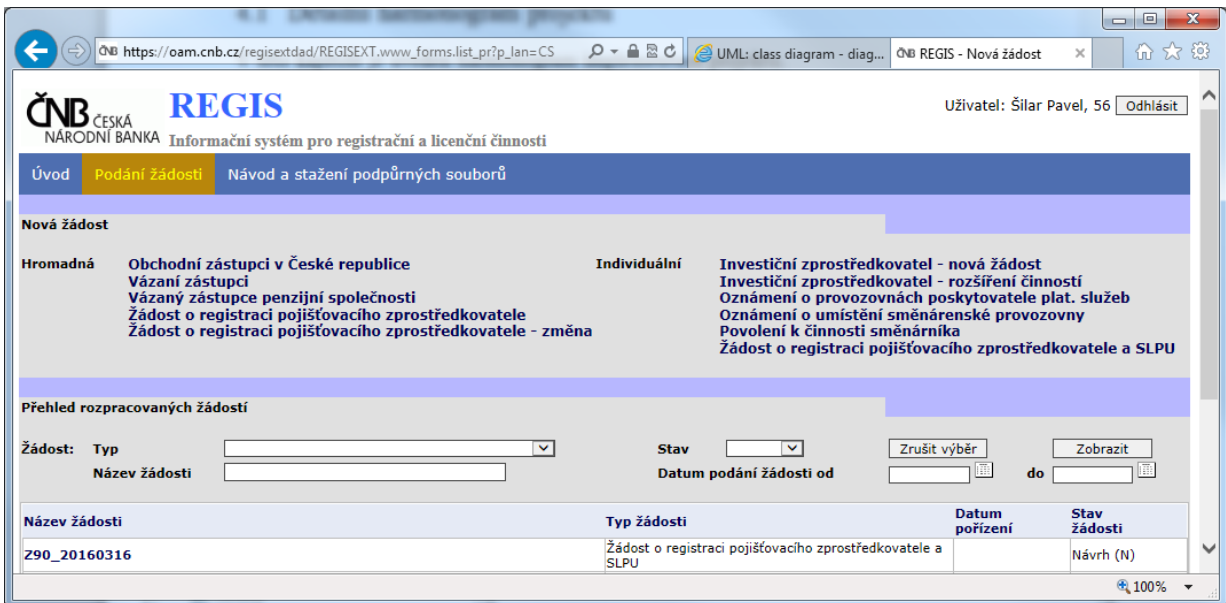 4.1 Detailní harmonogram projektu
https://oam.cnb.cz/regisextdad/REGISEXT.www_forms.list_pr?p_lan=CS
UML: class diagram - diag...
ČNB REGIS - Nová žádost
ČNB ČESKÁ NÁRODNÍ BANKA
REGIS
Informační systém pro registrační a licenční činnosti
Uživatel: Šilar Pavel, 56 Odhlásit
Úvod Podání žádosti Návod a stažení podpůrných souborů
Nová žádost
Hromadná
Obchodní zástupci v České republice
Vázaní zástupci
Vázaný zástupce penzijní společnosti
Žádost o registraci pojišťovacího zprostředkovatele
Žádost o registraci pojišťovacího zprostředkovatele - změna
Individuální
Investiční zprostředkovatel - nová žádost
Investiční zprostředkovatel - rozšíření činností
Oznámení o provozovnách poskytovatele plat. služeb
Oznámení o umístění směnárenské provozovny
Povolení k činnosti směnárníka
Žádost o registraci pojišťovacího zprostředkovatele a SLPU
Přehled rozpracovaných žádostí
Žádost: Typ Stav Zrušit výběr Zobrazit
Název žádosti Datum podání žádosti od do
Název žádosti Typ žádosti Datum pořízení Stav žádosti
Z90_20160316 Žádost o registraci pojišťovacího zprostředkovatele a SLPU Návrh (N)
100%